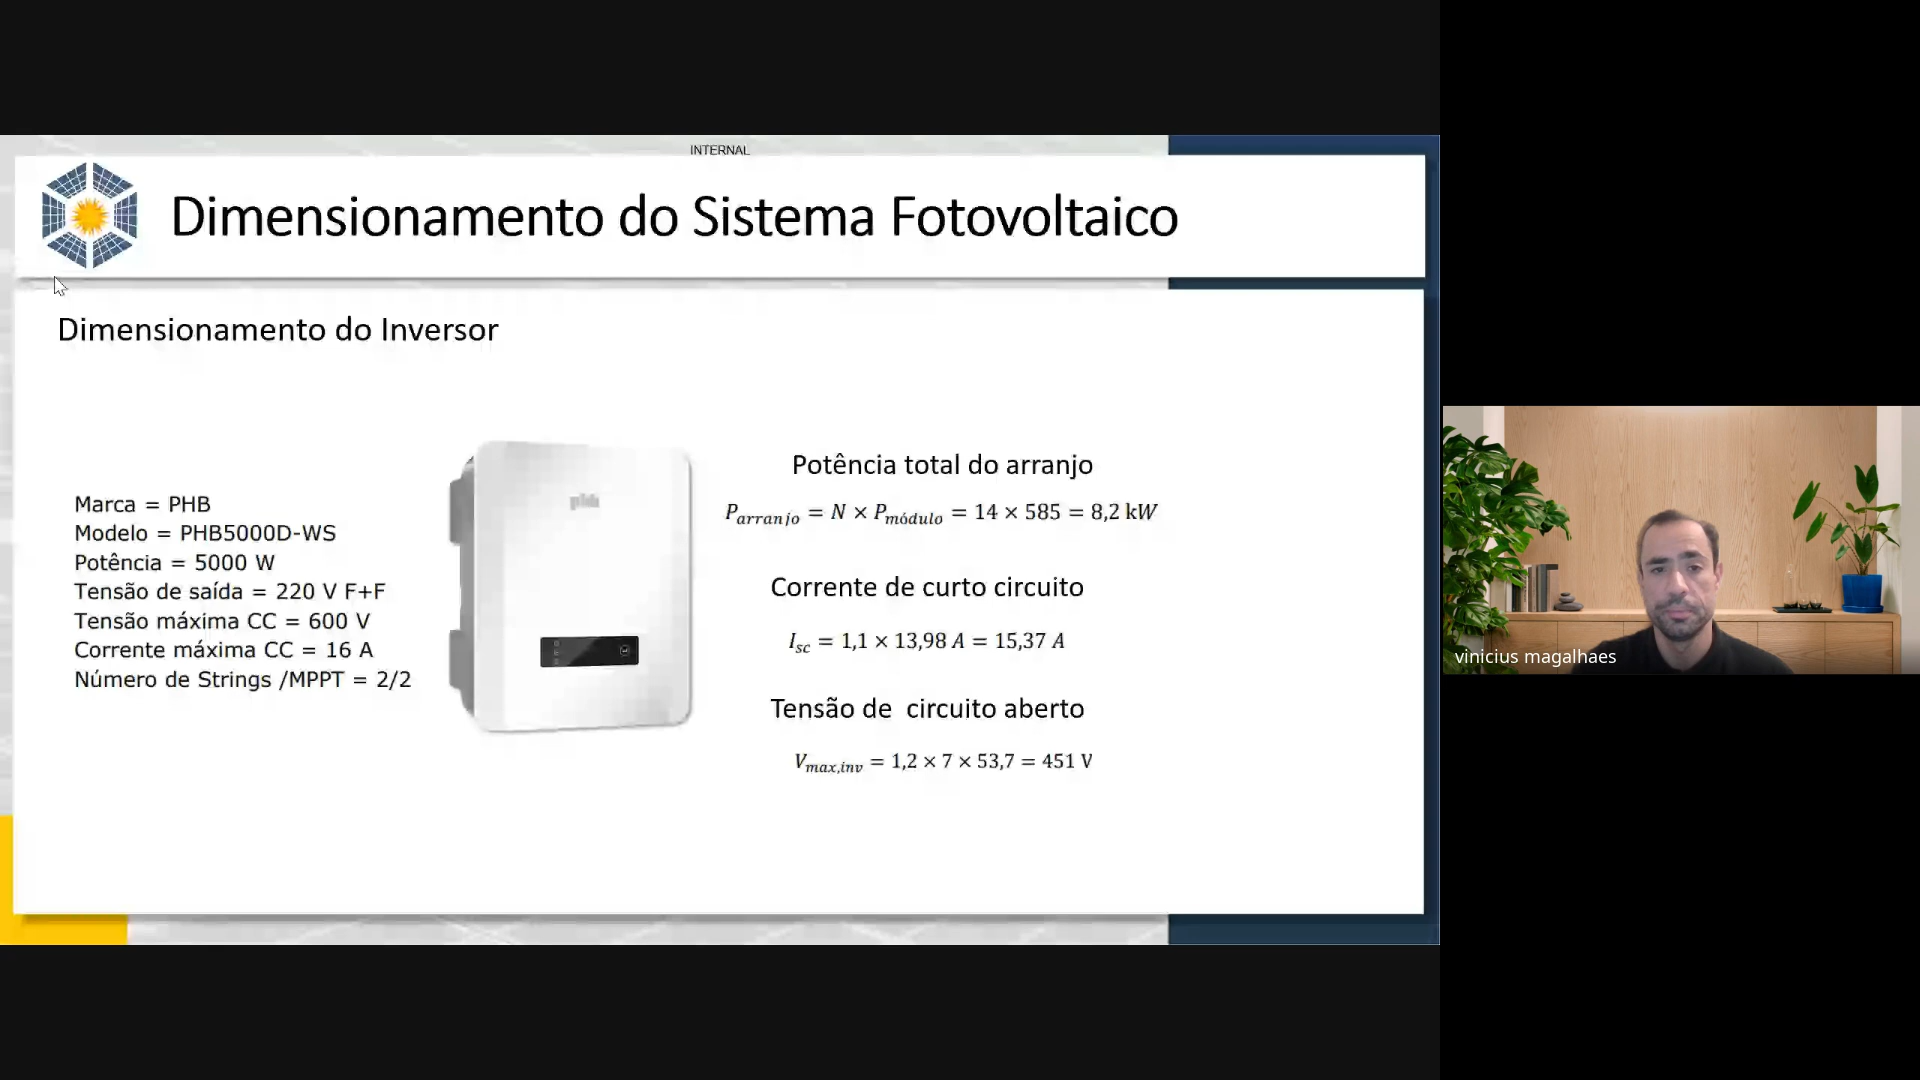 INTERNAL
Dimensionamento do Sistema Fotovoltaico
Dimensionamento do Inversor
Marca = PHB
Modelo = PHB5000D-WS
Potência = 5000 W
Tensão de saída = 220 V F+F
Tensão máxima CC = 600 V
Corrente máxima CC = 16 A
Número de Strings /MPPT = 2/2
phb
Potência total do arranjo
P_arranjo = N × P_módulo = 14 × 585 = 8,2 kW
Corrente de curto circuito
I_sc = 1,1 × 13,98 A = 15,37 A
Tensão de circuito aberto
V_max,inv = 1,2 × 7 × 53,7 = 451 V
vinicius magalhaes